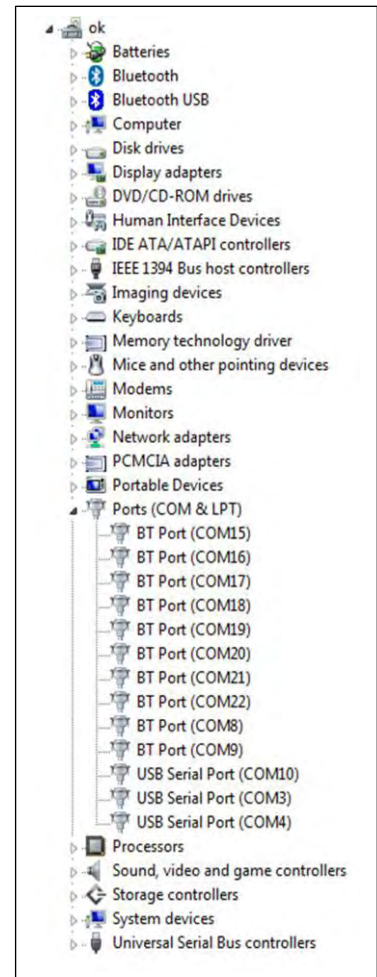 ok
Batteries
Bluetooth
Bluetooth USB
Computer
Disk drives
Display adapters
DVD/CD-ROM drives
Human Interface Devices
IDE ATA/ATAPI controllers
IEEE 1394 Bus host controllers
Imaging devices
Keyboards
Memory technology driver
Mice and other pointing devices
Modems
Monitors
Network adapters
PCMCIA adapters
Portable Devices
Ports (COM & LPT)
BT Port (COM15)
BT Port (COM16)
BT Port (COM17)
BT Port (COM18)
BT Port (COM19)
BT Port (COM20)
BT Port (COM21)
BT Port (COM22)
BT Port (COM8)
BT Port (COM9)
USB Serial Port (COM10)
USB Serial Port (COM3)
USB Serial Port (COM4)
Processors
Sound, video and game controllers
Storage controllers
System devices
Universal Serial Bus controllers